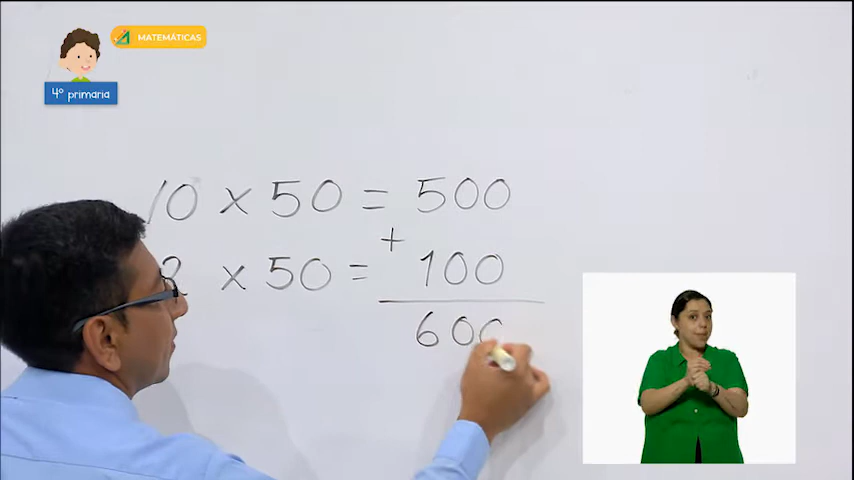 MATEMÁTICAS
4º primaria
10 x 50 = 500
+
2 x 50 = 100
600